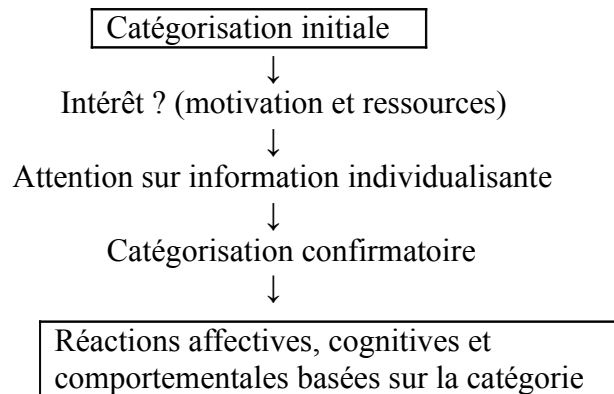 Catégorisation initiale
↓
Intérêt ? (motivation et ressources)
↓
Attention sur information individualisante
↓
Catégorisation confirmatoire
↓
Réactions affectives, cognitives et
comportementales basées sur la catégorie